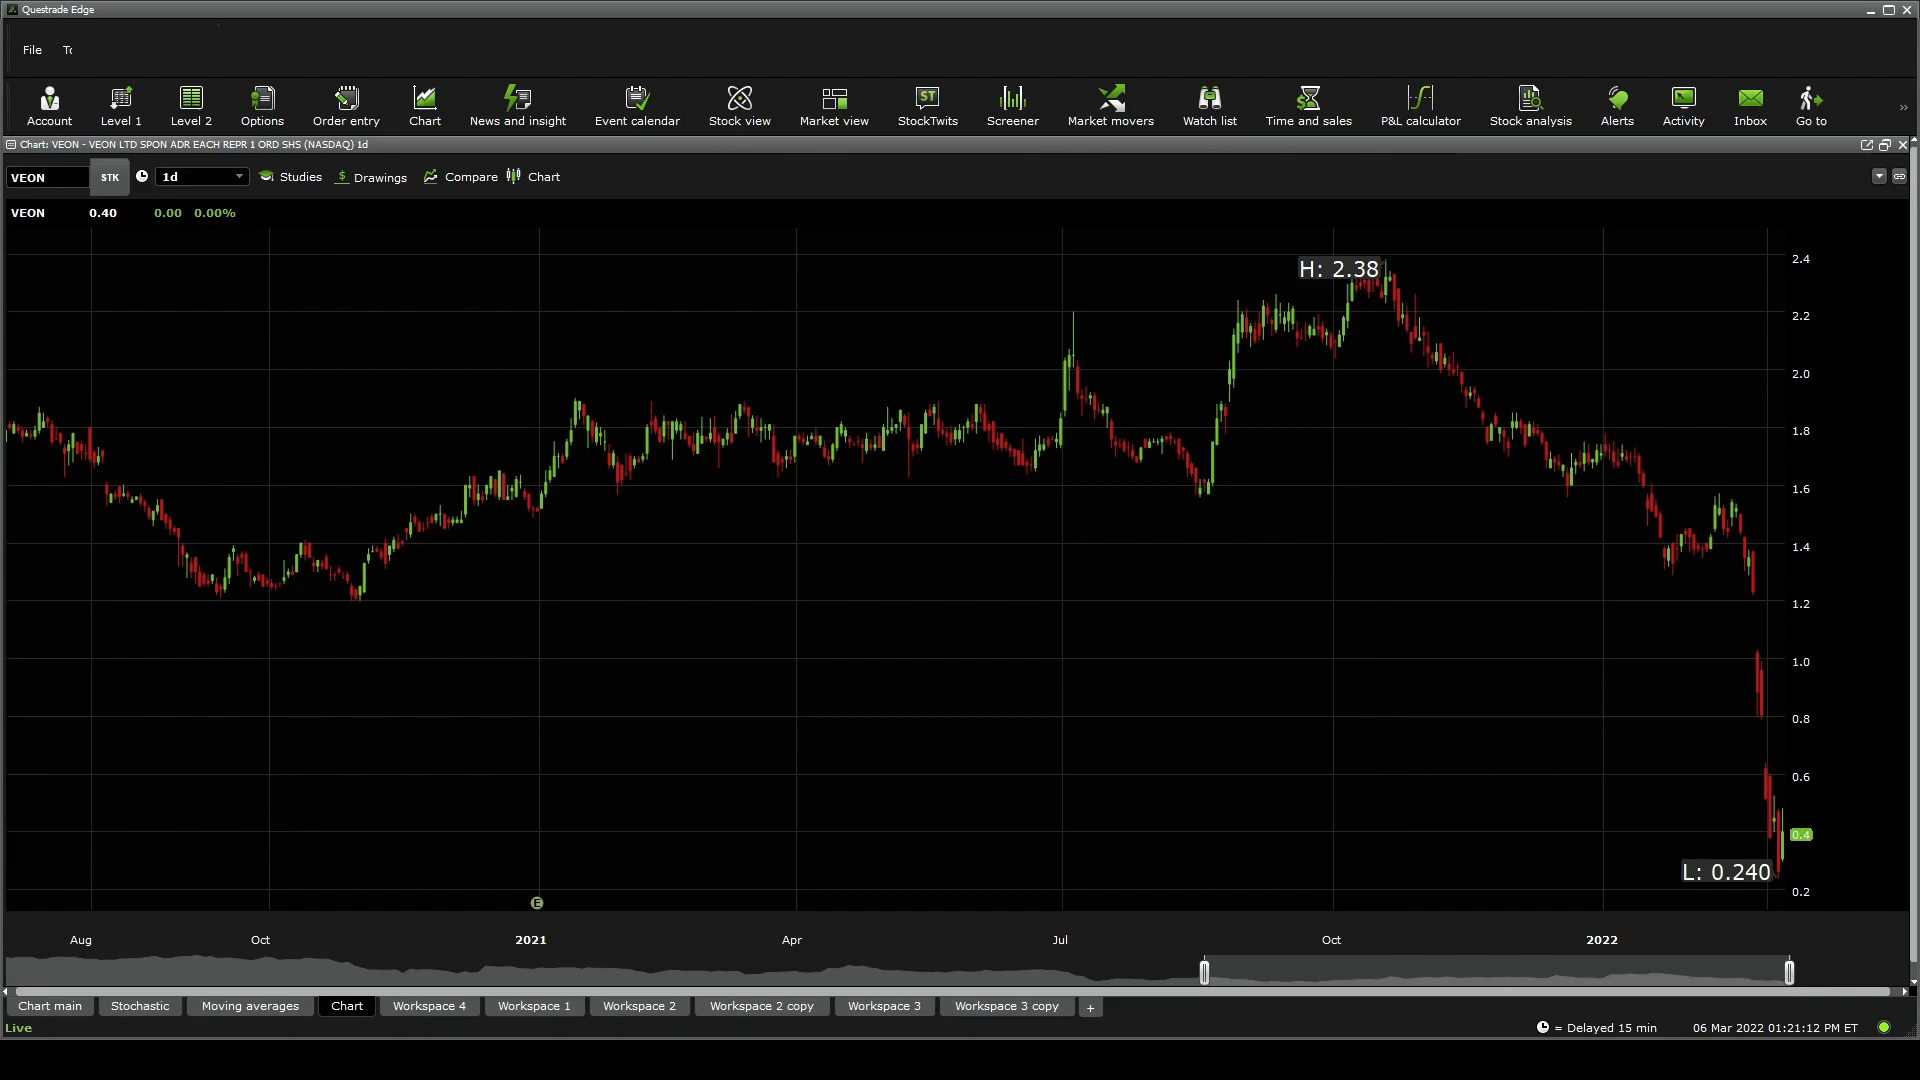 Questrade Edge
File To
Account Level 1 Level 2 Options Order entry Chart News and insight Event calendar Stock view Market view StockTwits Screener Market movers Watch list Time and sales P&L calculator Stock analysis Alerts Activity Inbox Go to
ST
Chart: VEON - VEON LTD SPON ADR EACH REPR 1 ORD SHS (NASDAQ) 1d
VEON STK 1d Studies Drawings Compare Chart
VEON 0.40 0.00 0.00%
H: 2.38
2.4
2.2
2.0
1.8
1.6
1.4
1.2
1.0
0.8
0.6
0.4
L: 0.240
0.2
E
Aug Oct 2021 Apr Jul Oct 2022
Chart main Stochastic Moving averages Chart Workspace 4 Workspace 1 Workspace 2 Workspace 2 copy Workspace 3 Workspace 3 copy +
Live
= Delayed 15 min 06 Mar 2022 01:21:12 PM ET